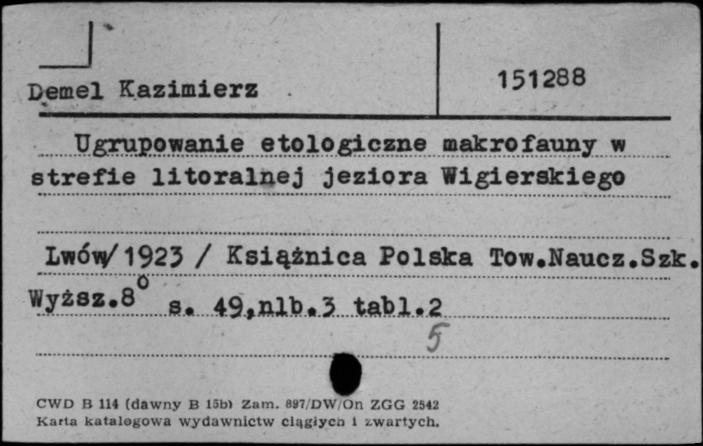 Demel Kazimierz
151288
Ugrupowanie etologiczne makrofauny w
strefie litoralnej jeziora Wigierskiego
Lwów/1923 / Książnica Polska Tow.Naucz.Szk.
Wyższ.8° s. 49,nlb.3 tabl.2
5
CWD B 114 (dawny B 15b) Zam. 897/DW/On ZGG 2542
Karta katalogowa wydawnictw ciągłych i zwartych.